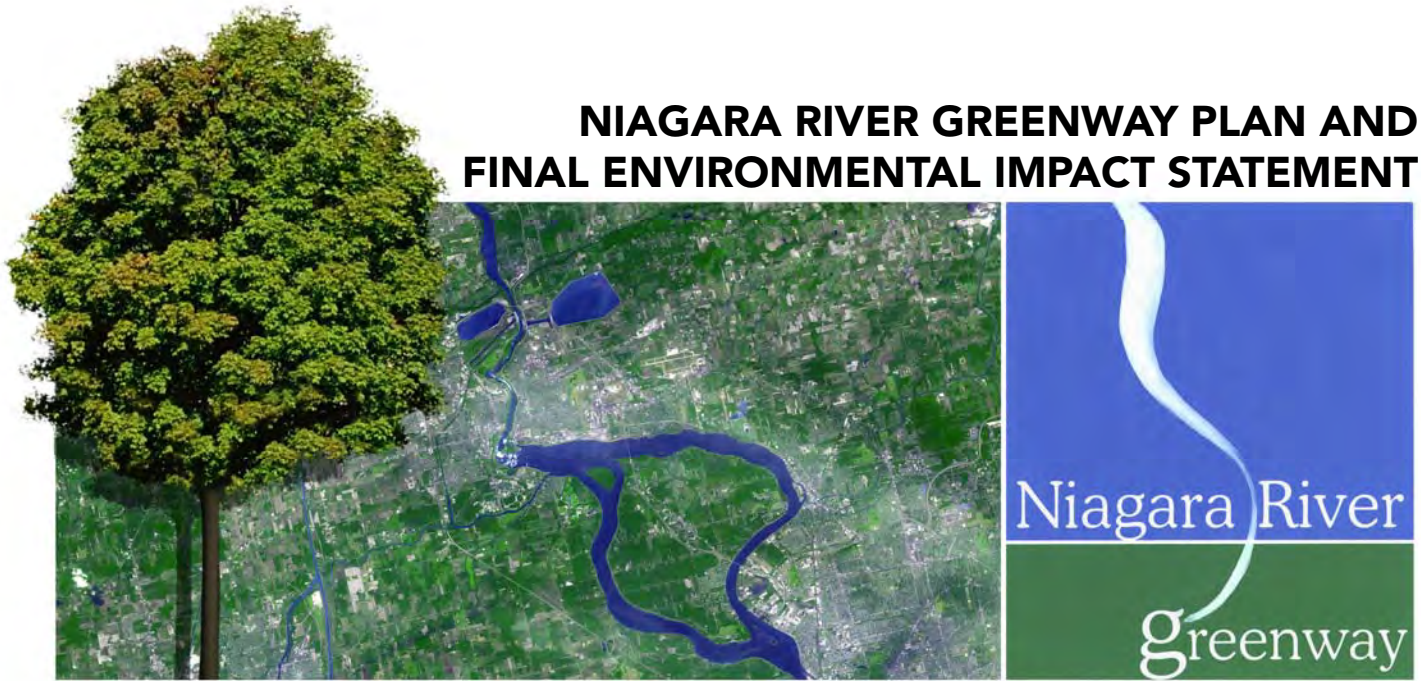 NIAGARA RIVER GREENWAY PLAN AND
FINAL ENVIRONMENTAL IMPACT STATEMENT
Niagara River
greenway